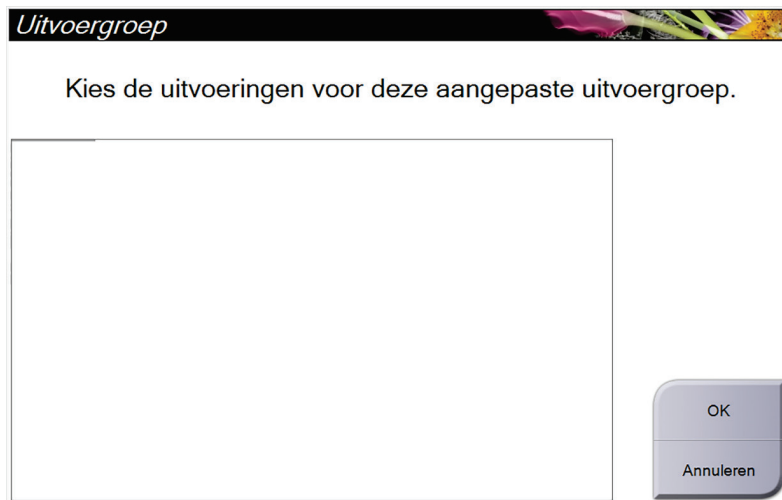 Uitvoergroep
Kies de uitvoeringen voor deze aangepaste uitvoergroep.
OK
Annuleren